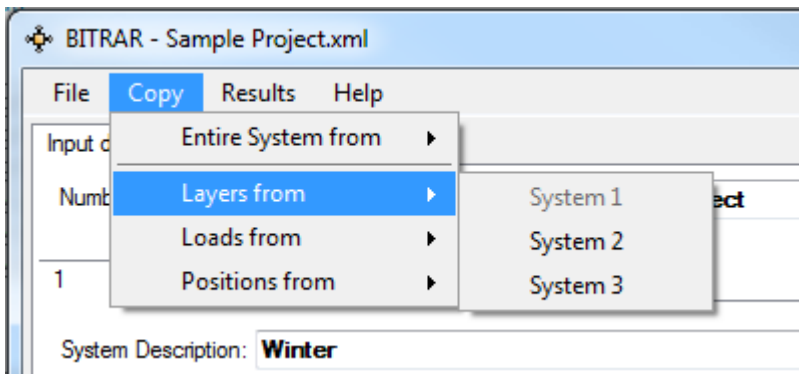 BITRAR - Sample Project.xml
File Copy Results Help
Input
Entire System from
Layers from
Loads from
Positions from
System 1
System 2
System 3
1
System Description: Winter